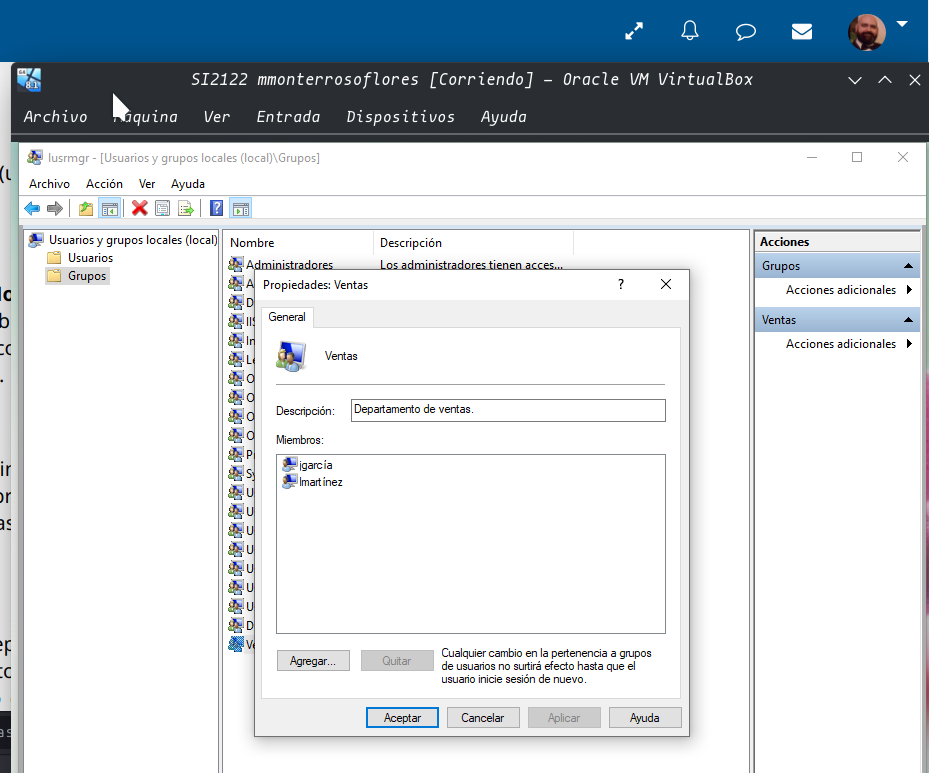 SI2122 mmonterrosoflores [Corriendo] – Oracle VM VirtualBox
Archivo Máquina Ver Entrada Dispositivos Ayuda
lusrmgr - [Usuarios y grupos locales (local)\Grupos]
Archivo Acción Ver Ayuda
Usuarios y grupos locales (local)
Usuarios
Grupos
Nombre Descripción
Administradores Los administradores tienen acces...
Propiedades: Ventas
General
Ventas
Descripción: Departamento de ventas.
Miembros:
jgarcía
lmartínez
Agregar... Quitar
Cualquier cambio en la pertenencia a grupos
de usuarios no surtirá efecto hasta que el
usuario inicie sesión de nuevo.
Aceptar Cancelar Aplicar Ayuda
Acciones
Grupos
Acciones adicionales
Ventas
Acciones adicionales